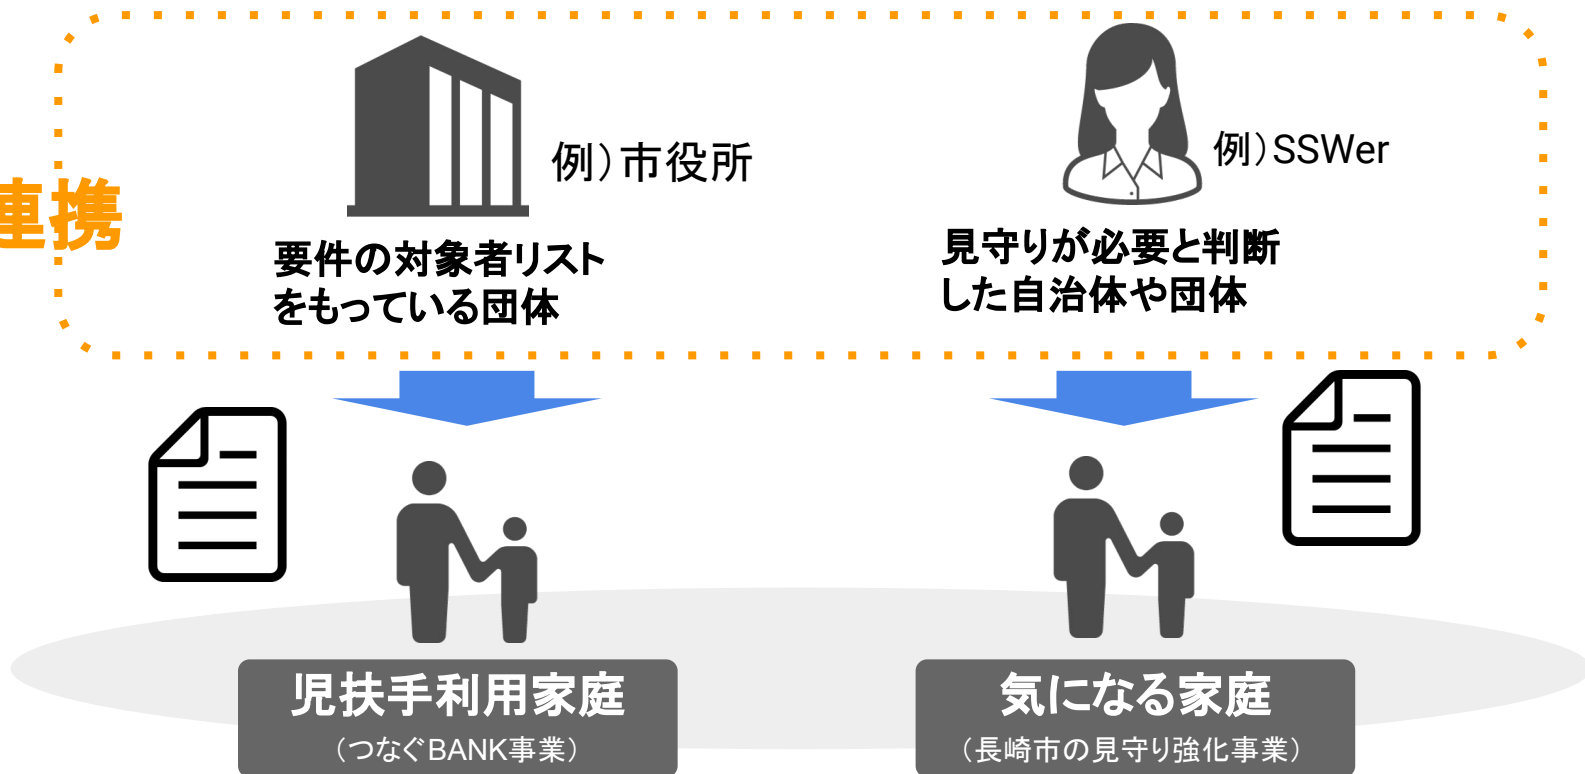 連携
例）市役所
要件の対象者リスト
をもっている団体
例）SSWer
見守りが必要と判断
した自治体や団体
児扶手利用家庭
（つなぐBANK事業）
気になる家庭
（長崎市の見守り強化事業）